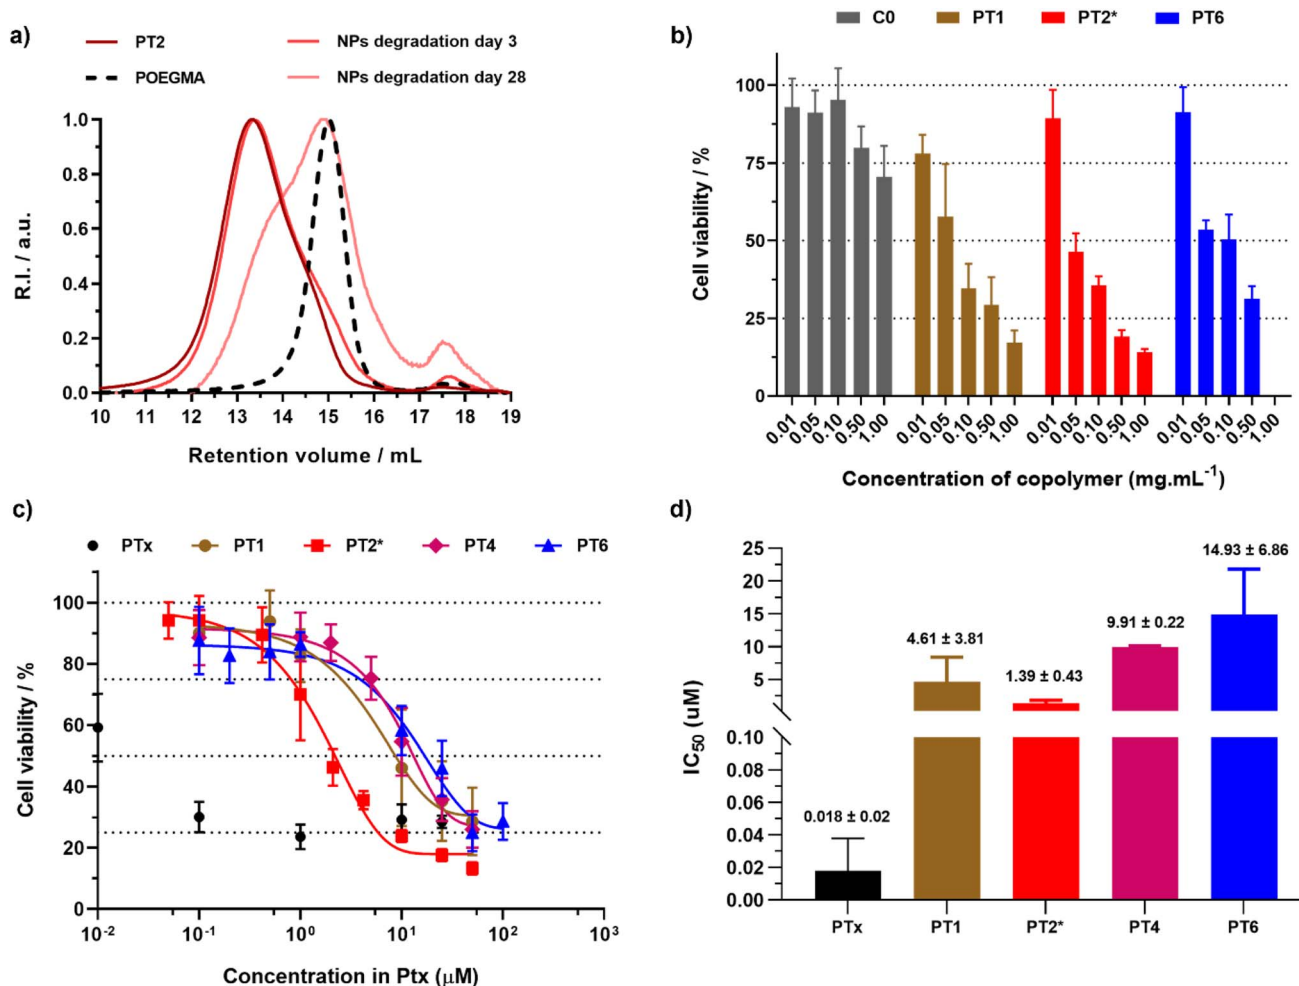 a)
PT2
NPs degradation day 3
POEGMA
NPs degradation day 28
R.I. / a.u.
1.0
0.8
0.6
0.4
0.2
0.0
10 11 12 13 14 15 16 17 18 19
Retention volume / mL
b)
C0 PT1 PT2* PT6
Cell viability / %
100
75
50
25
0
0.01 0.05 0.10 0.50 1.00 0.01 0.05 0.10 0.50 1.00 0.01 0.05 0.10 0.50 1.00 0.01 0.05 0.10 0.50 1.00
Concentration of copolymer (mg.mL⁻¹)
c)
PTx PT1 PT2* PT4 PT6
Cell viability / %
100
80
60
40
20
0
10⁻² 10⁻¹ 10⁰ 10¹ 10² 10³
Concentration in Ptx (μM)
d)
IC₅₀ (uM)
25
20
15
10
5
0.10
0.08
0.06
0.04
0.02
0.00
0.018 ± 0.02
4.61 ± 3.81
1.39 ± 0.43
9.91 ± 0.22
14.93 ± 6.86
PTx PT1 PT2* PT4 PT6